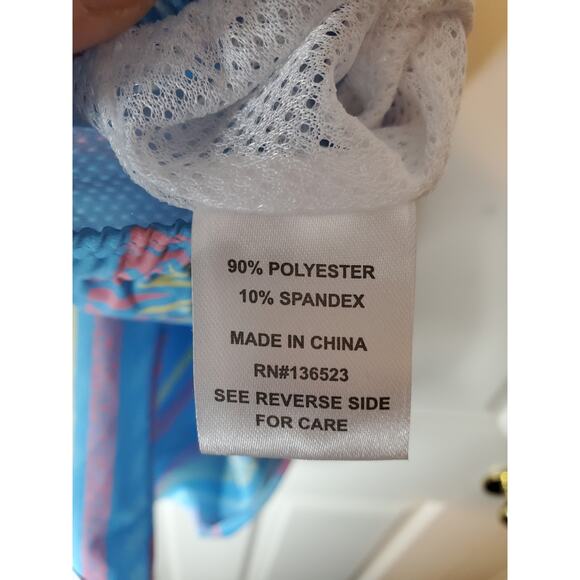 90% POLYESTER
10% SPANDEX
MADE IN CHINA
RN#136523
SEE REVERSE SIDE
FOR CARE